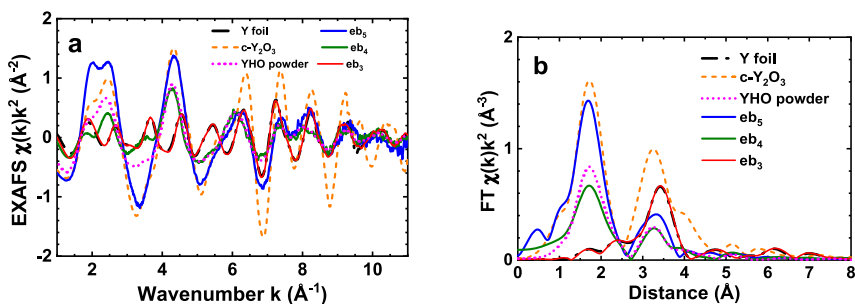 a
Y foil
c-Y₂O₃
YHO powder
eb₅
eb₄
eb₃
EXAFS χ(k)k² (Å⁻²)
2
1
0
-1
-2
2 4 6 8 10
Wavenumber k (Å⁻¹)
b
Y foil
c-Y₂O₃
YHO powder
eb₅
eb₄
eb₃
FT χ(k)k² (Å⁻³)
2
1
0
0 1 2 3 4 5 6 7 8
Distance (Å)